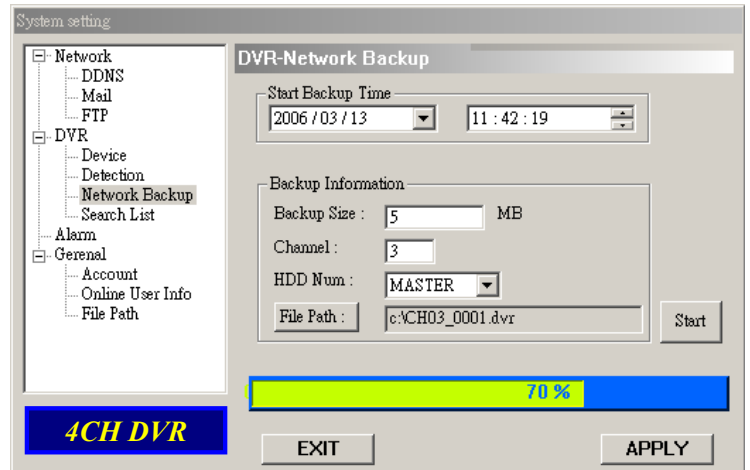 System setting
Network
DDNS
Mail
FTP
DVR
Device
Detection
Network Backup
Search List
Alarm
Gerenal
Account
Online User Info
File Path
4CH DVR
DVR-Network Backup
Start Backup Time
2006 / 03 / 13 11 : 42 : 19
Backup Information
Backup Size : 5 MB
Channel : 3
HDD Num : MASTER
File Path : c:\CH03_0001.dvr Start
70 %
EXIT APPLY